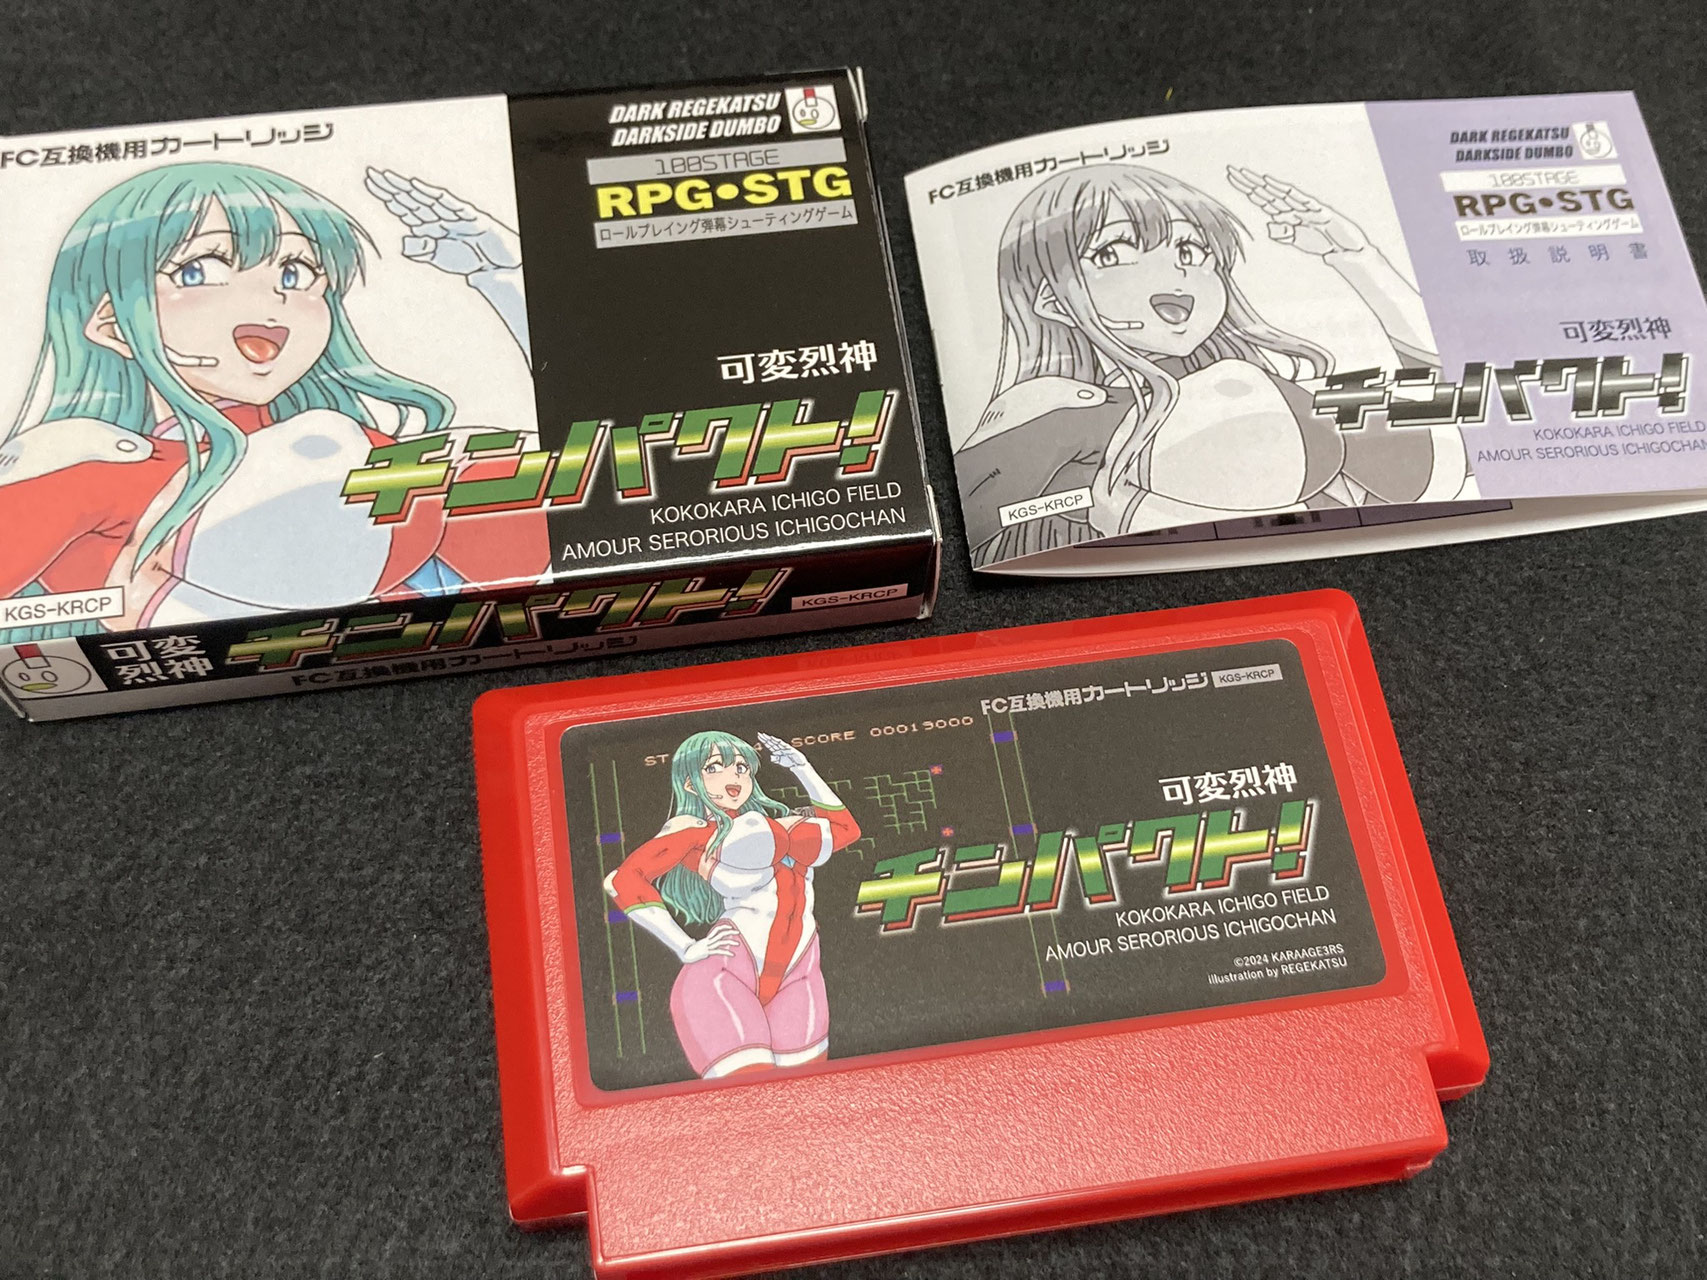 FC互換機用カートリッジ
DARK REGEKATSU
DARKSIDE DUMBO
100STAGE
RPG•STG
ロールプレイング弾幕シューティングゲーム
可変烈神
チンパクト!
KOKOKARA ICHIGO FIELD
AMOUR SERORIOUS ICHIGOCHAN
KGS-KRCP
可変
烈神
チンパクト!
KGS-KRCP
FC互換機用カートリッジ
FC互換機用カートリッジ
DARK REGEKATSU
DARKSIDE DUMBO
100STAGE
RPG•STG
ロールプレイング弾幕シューティングゲーム
取扱説明書
可変烈神
チンパクト!
KOKOKARA ICHIGO FIELD
AMOUR SERORIOUS ICHIGOCHAN
KGS-KRCP
FC互換機用カートリッジ KGS-KRCP
ST 4 SCORE 00019000
可変烈神
チンパクト!
KOKOKARA ICHIGO FIELD
AMOUR SERORIOUS ICHIGOCHAN
©2024 KARAAGE3RS
illustration by REGEKATSU